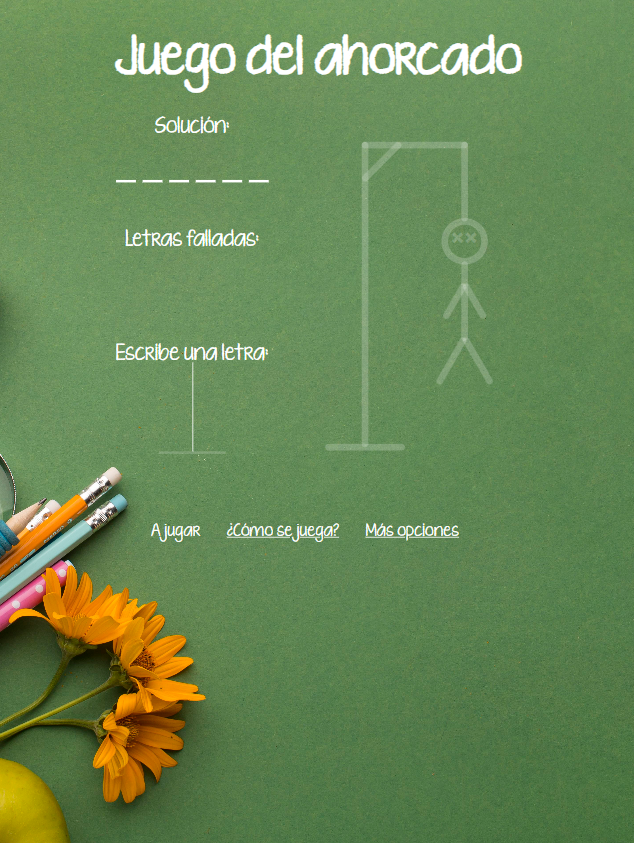 Juego del ahorcado
Solución:
_ _ _ _ _ _
Letras falladas:
Escribe una letra:
A jugar ¿Cómo se juega? Más opciones